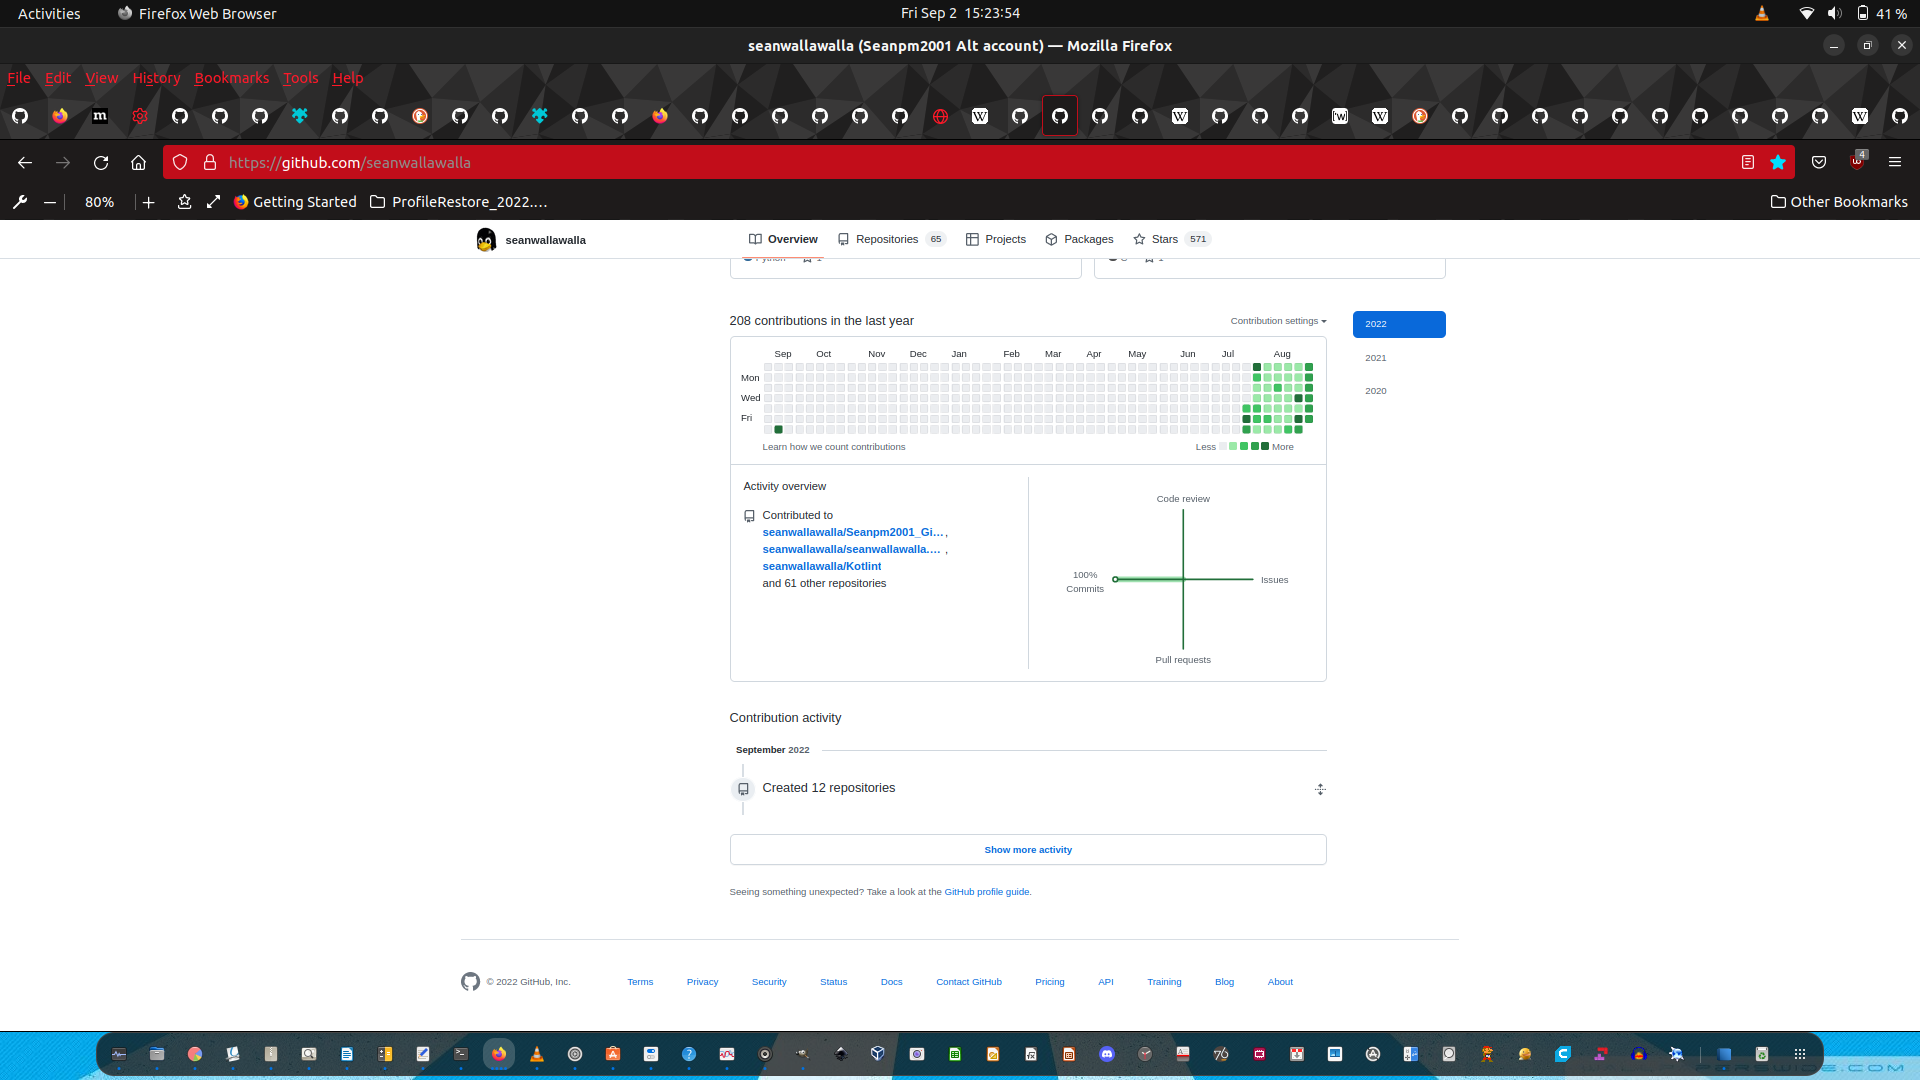 Activities
Firefox Web Browser
Fri Sep 2 15:23:54
41 %
seanwallawalla (Seanpm2001 Alt account) — Mozilla Firefox
File Edit View History Bookmarks Tools Help
https://github.com/seanwallawalla
4
80%
Getting Started
ProfileRestore_2022....
Other Bookmarks
seanwallawalla
Overview
Repositories 65
Projects
Packages
Stars 571
208 contributions in the last year
Contribution settings
2022
2021
2020
Sep Oct Nov Dec Jan Feb Mar Apr May Jun Jul Aug
Mon
Wed
Fri
Learn how we count contributions
Less
More
Activity overview
Contributed to
seanwallawalla/Seanpm2001_Gi… ,
seanwallawalla/seanwallawalla.… ,
seanwallawalla/Kotlint
and 61 other repositories
Code review
100%
Commits
Issues
Pull requests
Contribution activity
September 2022
Created 12 repositories
Show more activity
Seeing something unexpected? Take a look at the GitHub profile guide.
© 2022 GitHub, Inc.
Terms
Privacy
Security
Status
Docs
Contact GitHub
Pricing
API
Training
Blog
About